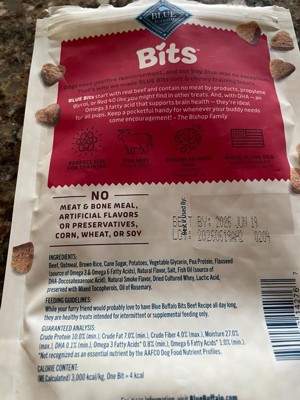 BLUE
Bits™
BLUE Bits start with real beef and contain no meat by-products, propylene
glycol, or Red 40 like you might find in other treats. And, with DHA — an
Omega 3 fatty acid that supports brain health — they're ideal
for all pups. Keep a pocketful handy for whenever your buddy needs
some encouragement! – The Bishop Family
NO
MEAT & BONE MEAL,
ARTIFICIAL FLAVORS
OR PRESERVATIVES,
CORN, WHEAT, OR SOY
Best if Used By:
BY: 2026 JUN 19
INGREDIENTS:
Beef, Oatmeal, Brown Rice, Cane Sugar, Potatoes, Vegetable Glycerin, Pea Protein, Flaxseed
(source of Omega 3 & Omega 6 Fatty Acids), Natural Flavor, Salt, Fish Oil (source of
DHA-Docosahexaenoic Acid), Natural Smoke Flavor, Dried Cultured Whey, Lactic Acid,
preserved with Mixed Tocopherols, Oil of Rosemary.
FEEDING GUIDELINES:
While your furry friend would probably love to have Blue Buffalo Bits Beef Recipe all day long,
they are healthy treats intended for intermittent or supplemental feeding only.
GUARANTEED ANALYSIS:
Crude Protein 10.0% (min.), Crude Fat 7.0% (min.), Crude Fiber 4.0% (max.), Moisture 27.0%
(max.), DHA 0.1% (min.), Omega 3 Fatty Acids* 0.8% (min.), Omega 6 Fatty Acids* 1.0% (min.).
*Not recognized as an essential nutrient by the AAFCO Dog Food Nutrient Profiles.
CALORIE CONTENT:
ME(Calculated) 3,000 kcal/kg, One Bit = 4 kcal
BlueBuffalo.com